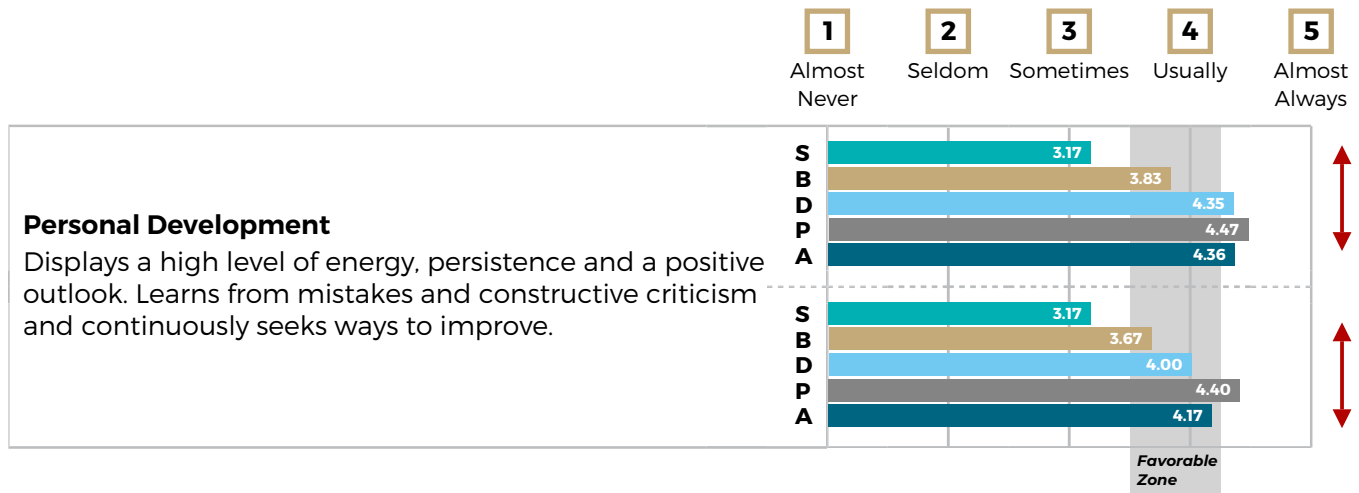 1 2 3 4 5
Almost Never Seldom Sometimes Usually Almost Always
Personal Development
Displays a high level of energy, persistence and a positive
outlook. Learns from mistakes and constructive criticism
and continuously seeks ways to improve.
S 3.17
B 3.83
D 4.35
P 4.47
A 4.36
S 3.17
B 3.67
D 4.00
P 4.40
A 4.17
Favorable
Zone